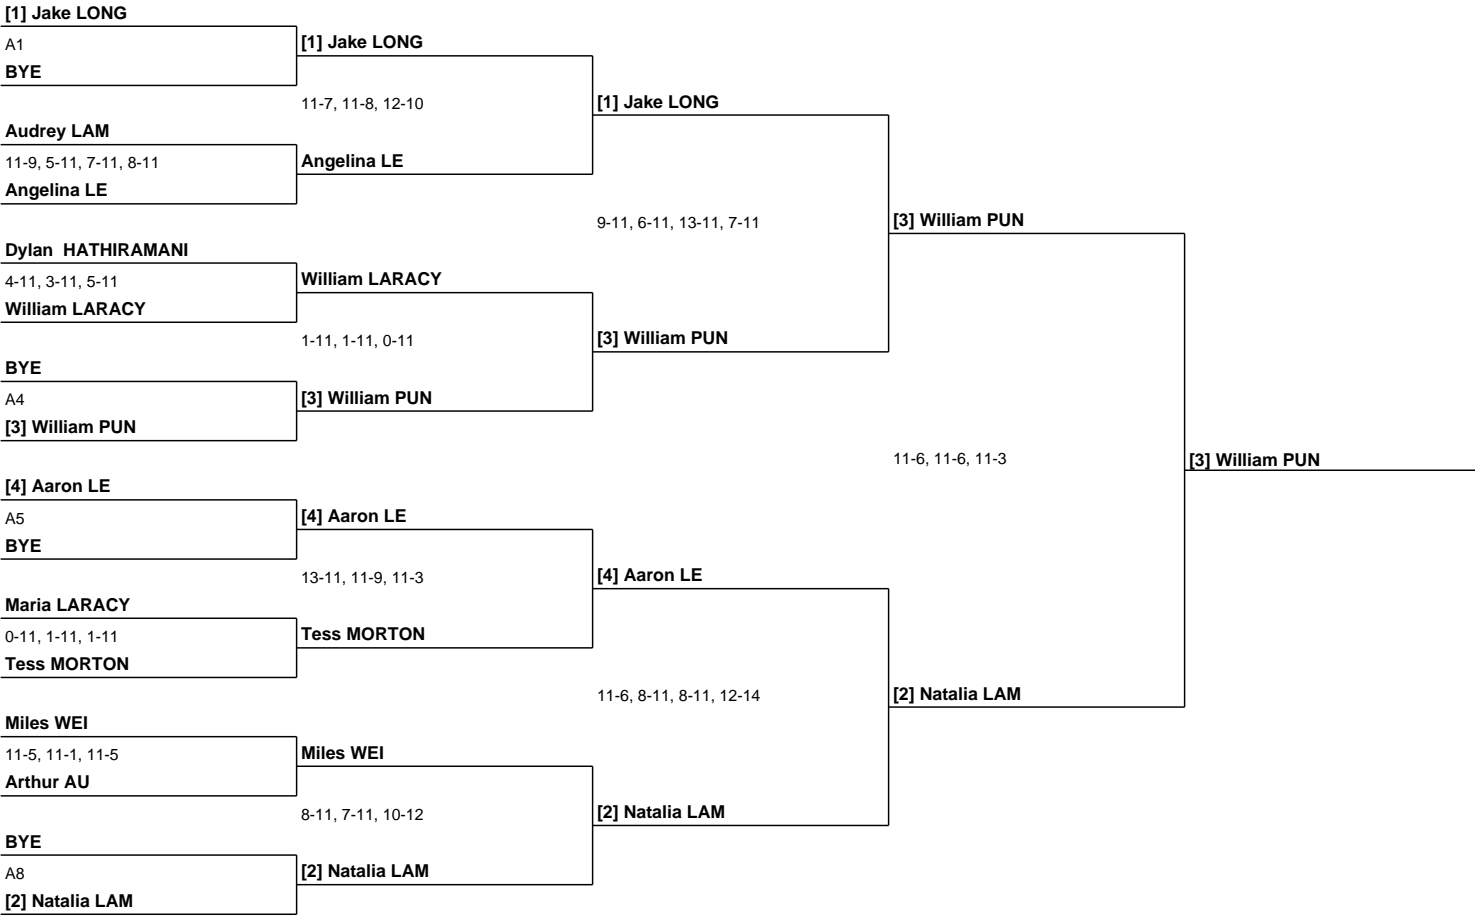 [1] Jake LONG
A1
BYE
Audrey LAM
11-9, 5-11, 7-11, 8-11
Angelina LE
Dylan  HATHIRAMANI
4-11, 3-11, 5-11
William LARACY
BYE
A4
[3] William PUN
[4] Aaron LE
A5
BYE
Maria LARACY
0-11, 1-11, 1-11
Tess MORTON
Miles WEI
11-5, 11-1, 11-5
Arthur AU
BYE
A8
[2] Natalia LAM
[1] Jake LONG
11-7, 11-8, 12-10
Angelina LE
William LARACY
1-11, 1-11, 0-11
[3] William PUN
[4] Aaron LE
13-11, 11-9, 11-3
Tess MORTON
Miles WEI
8-11, 7-11, 10-12
[2] Natalia LAM
[1] Jake LONG
9-11, 6-11, 13-11, 7-11
[3] William PUN
[4] Aaron LE
11-6, 8-11, 8-11, 12-14
[2] Natalia LAM
[3] William PUN
11-6, 11-6, 11-3
[2] Natalia LAM
[3] William PUN